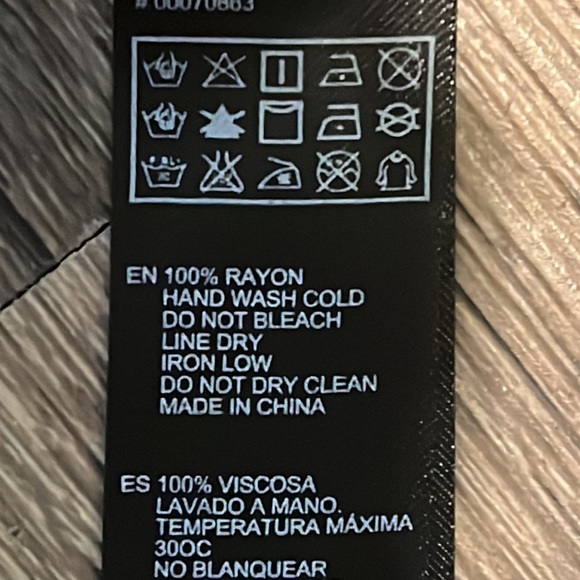 # 00070863
EN 100% RAYON
HAND WASH COLD
DO NOT BLEACH
LINE DRY
IRON LOW
DO NOT DRY CLEAN
MADE IN CHINA
ES 100% VISCOSA
LAVADO A MANO.
TEMPERATURA MÁXIMA
30OC
NO BLANQUEAR